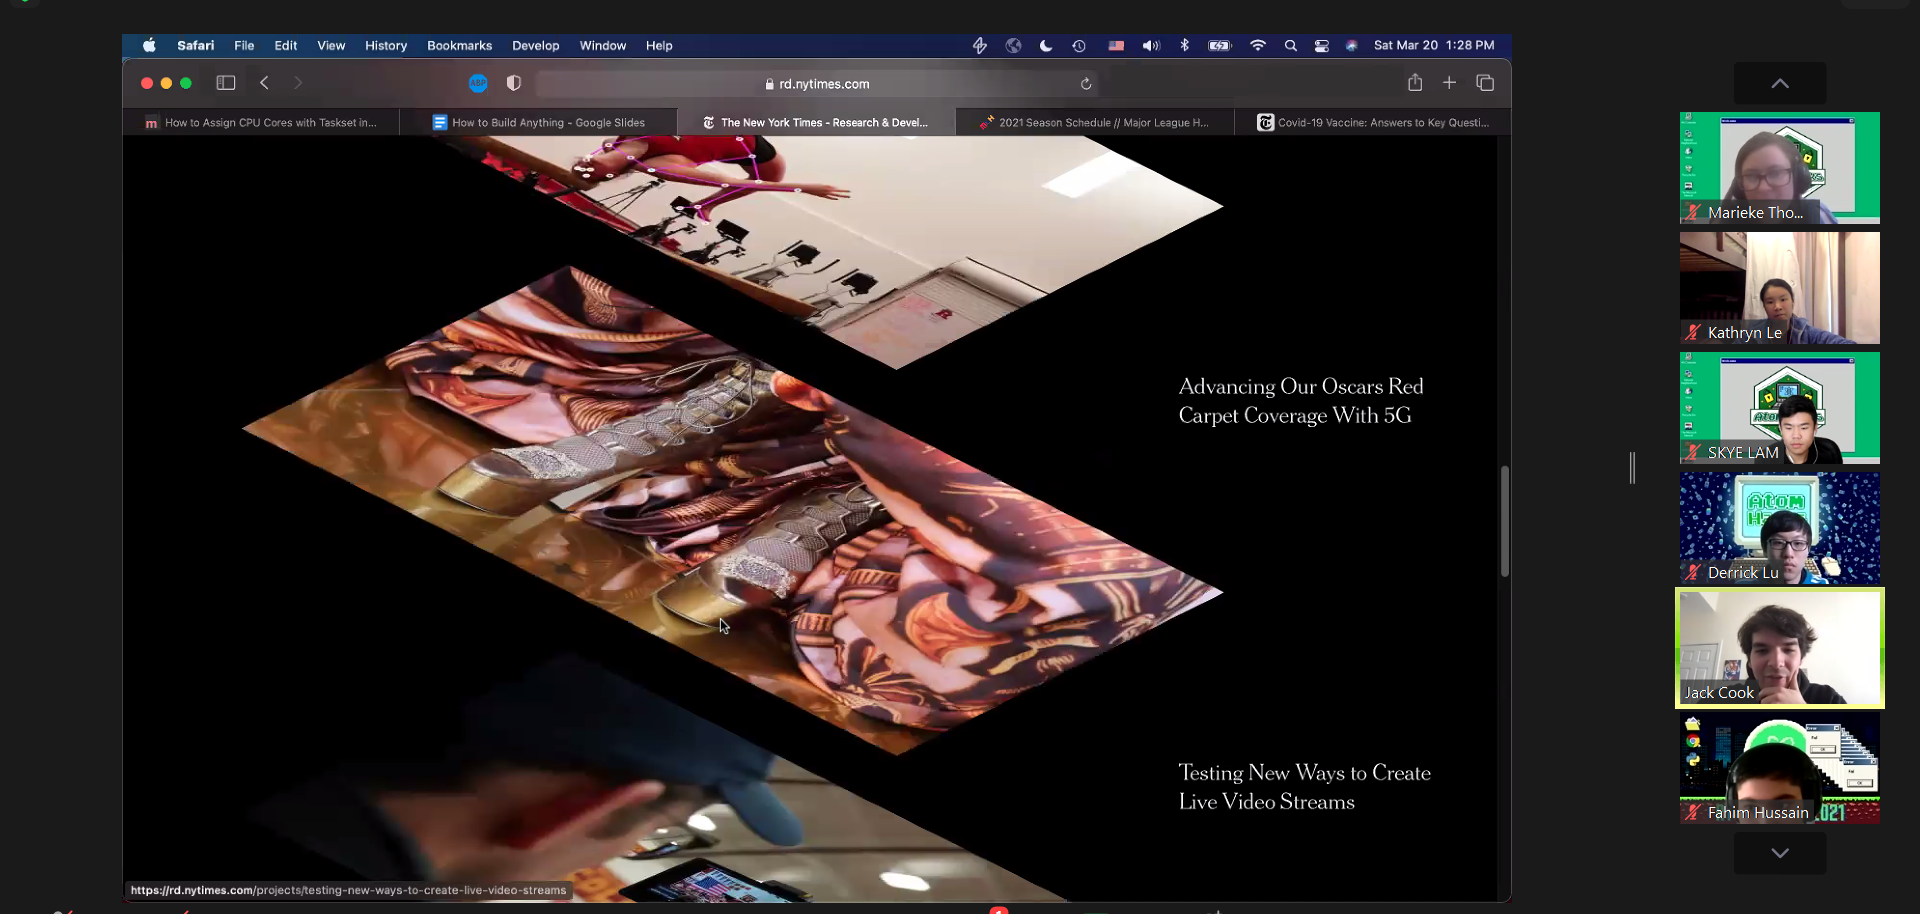 Safari File Edit View History Bookmarks Develop Window Help
Sat Mar 20 1:28 PM
ABP
rd.nytimes.com
How to Assign CPU Cores with Taskset in...
How to Build Anything - Google Slides
The New York Times - Research & Devel...
2021 Season Schedule // Major League H...
Covid-19 Vaccine: Answers to Key Questi...
R
Advancing Our Oscars Red
Carpet Coverage With 5G
Testing New Ways to Create
Live Video Streams
https://rd.nytimes.com/projects/testing-new-ways-to-create-live-video-streams
Marieke Tho...
Kathryn Le
SKYE LAM
Atom
Derrick Lu
Jack Cook
Fahim Hussain